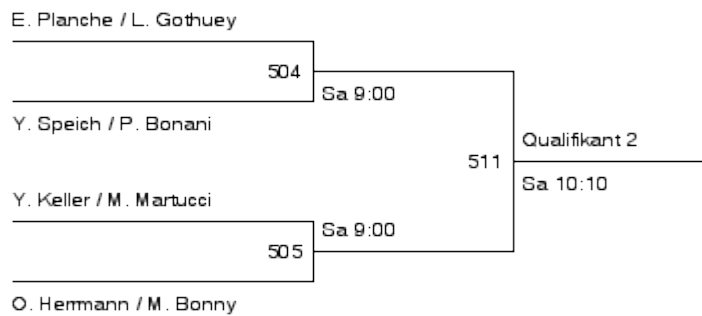 E. Planche / L. Gothuey
504
Sa 9:00
Y. Speich / P. Bonani
Qualifikant 2
511
Sa 10:10
Y. Keller / M. Martucci
Sa 9:00
505
O. Herrmann / M. Bonny